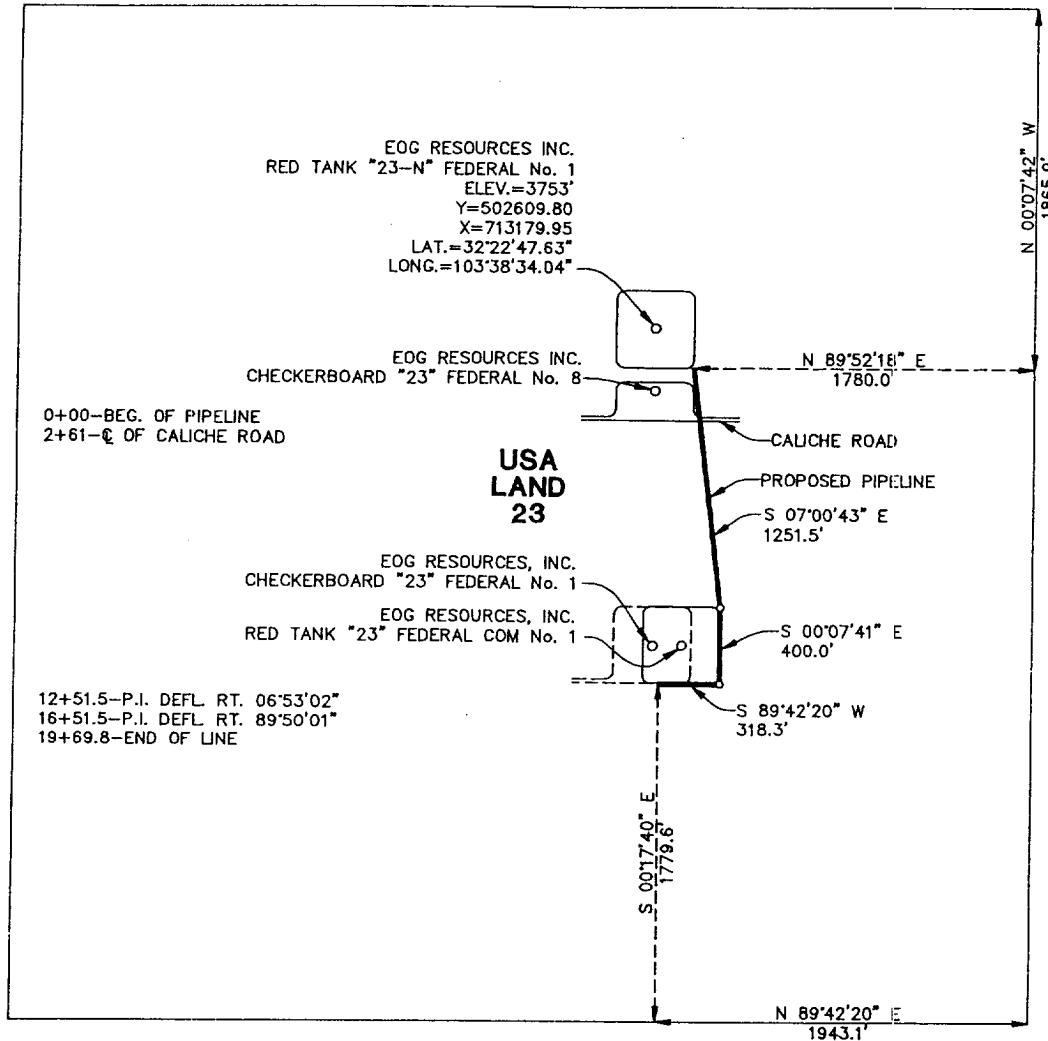 N 00°07'42" W
1865.0'
EOG RESOURCES INC.
RED TANK "23-N" FEDERAL No. 1
ELEV.=3753'
Y=502609.80
X=713179.95
LAT.=32°22'47.63"
LONG.=103°38'34.04"
EOG RESOURCES INC.
CHECKERBOARD "23" FEDERAL No. 8
N 89°52'18" E
1780.0'
0+00-BEG. OF PIPELINE
2+61-℄ OF CALICHE ROAD
CALICHE ROAD
USA
LAND
23
PROPOSED PIPELINE
S 07°00'43" E
1251.5'
EOG RESOURCES, INC.
CHECKERBOARD "23" FEDERAL No. 1
EOG RESOURCES, INC.
RED TANK "23" FEDERAL COM No. 1
S 00°07'41" E
400.0'
12+51.5-P.I. DEFL. RT. 06°53'02"
16+51.5-P.I. DEFL. RT. 89°50'01"
19+69.8-END OF LINE
S 89°42'20" W
318.3'
S 00°17'40" E
1779.6'
N 89°42'20" E
1943.1'